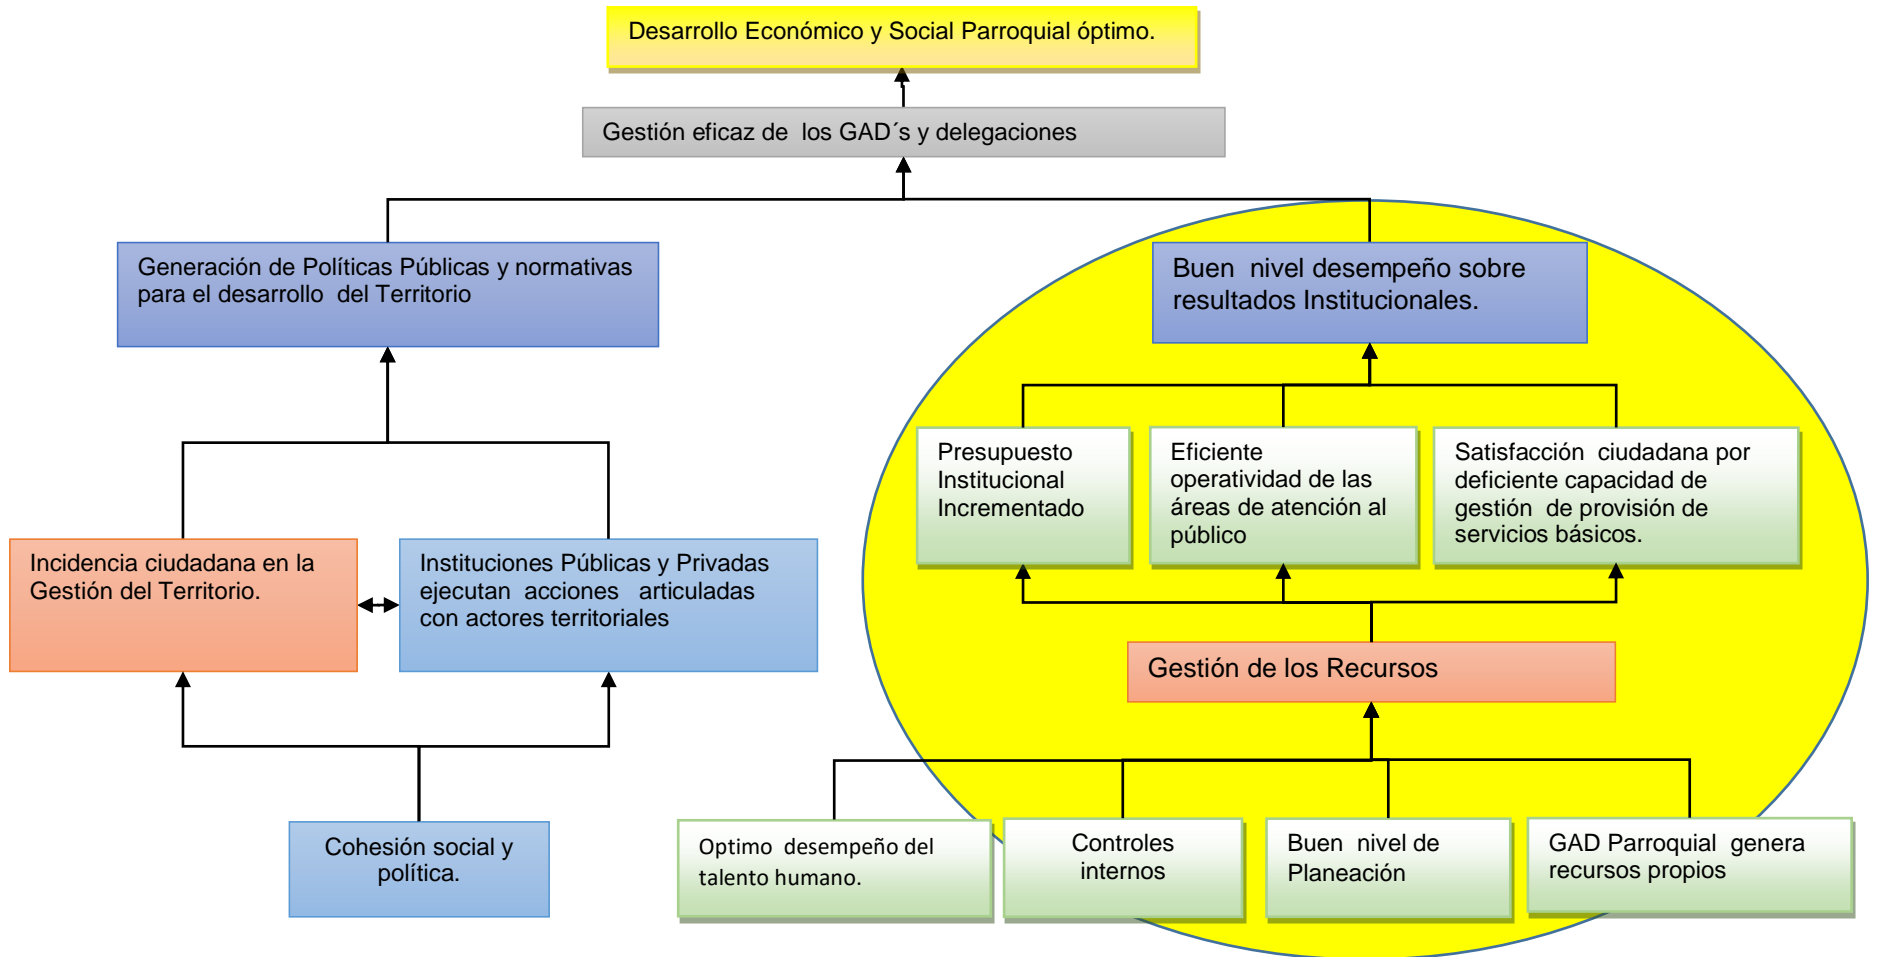 Desarrollo Económico y Social Parroquial óptimo.
Gestión eficaz de los GAD´s y delegaciones
Generación de Políticas Públicas y normativas
para el desarrollo del Territorio
Buen nivel desempeño sobre
resultados Institucionales.
Presupuesto
Institucional
Incrementado
Eficiente
operatividad de las
áreas de atención al
público
Satisfacción ciudadana por
deficiente capacidad de
gestión de provisión de
servicios básicos.
Incidencia ciudadana en la
Gestión del Territorio.
Instituciones Públicas y Privadas
ejecutan acciones articuladas
con actores territoriales
Gestión de los Recursos
Cohesión social y
política.
Optimo desempeño del
talento humano.
Controles
internos
Buen nivel de
Planeación
GAD Parroquial genera
recursos propios